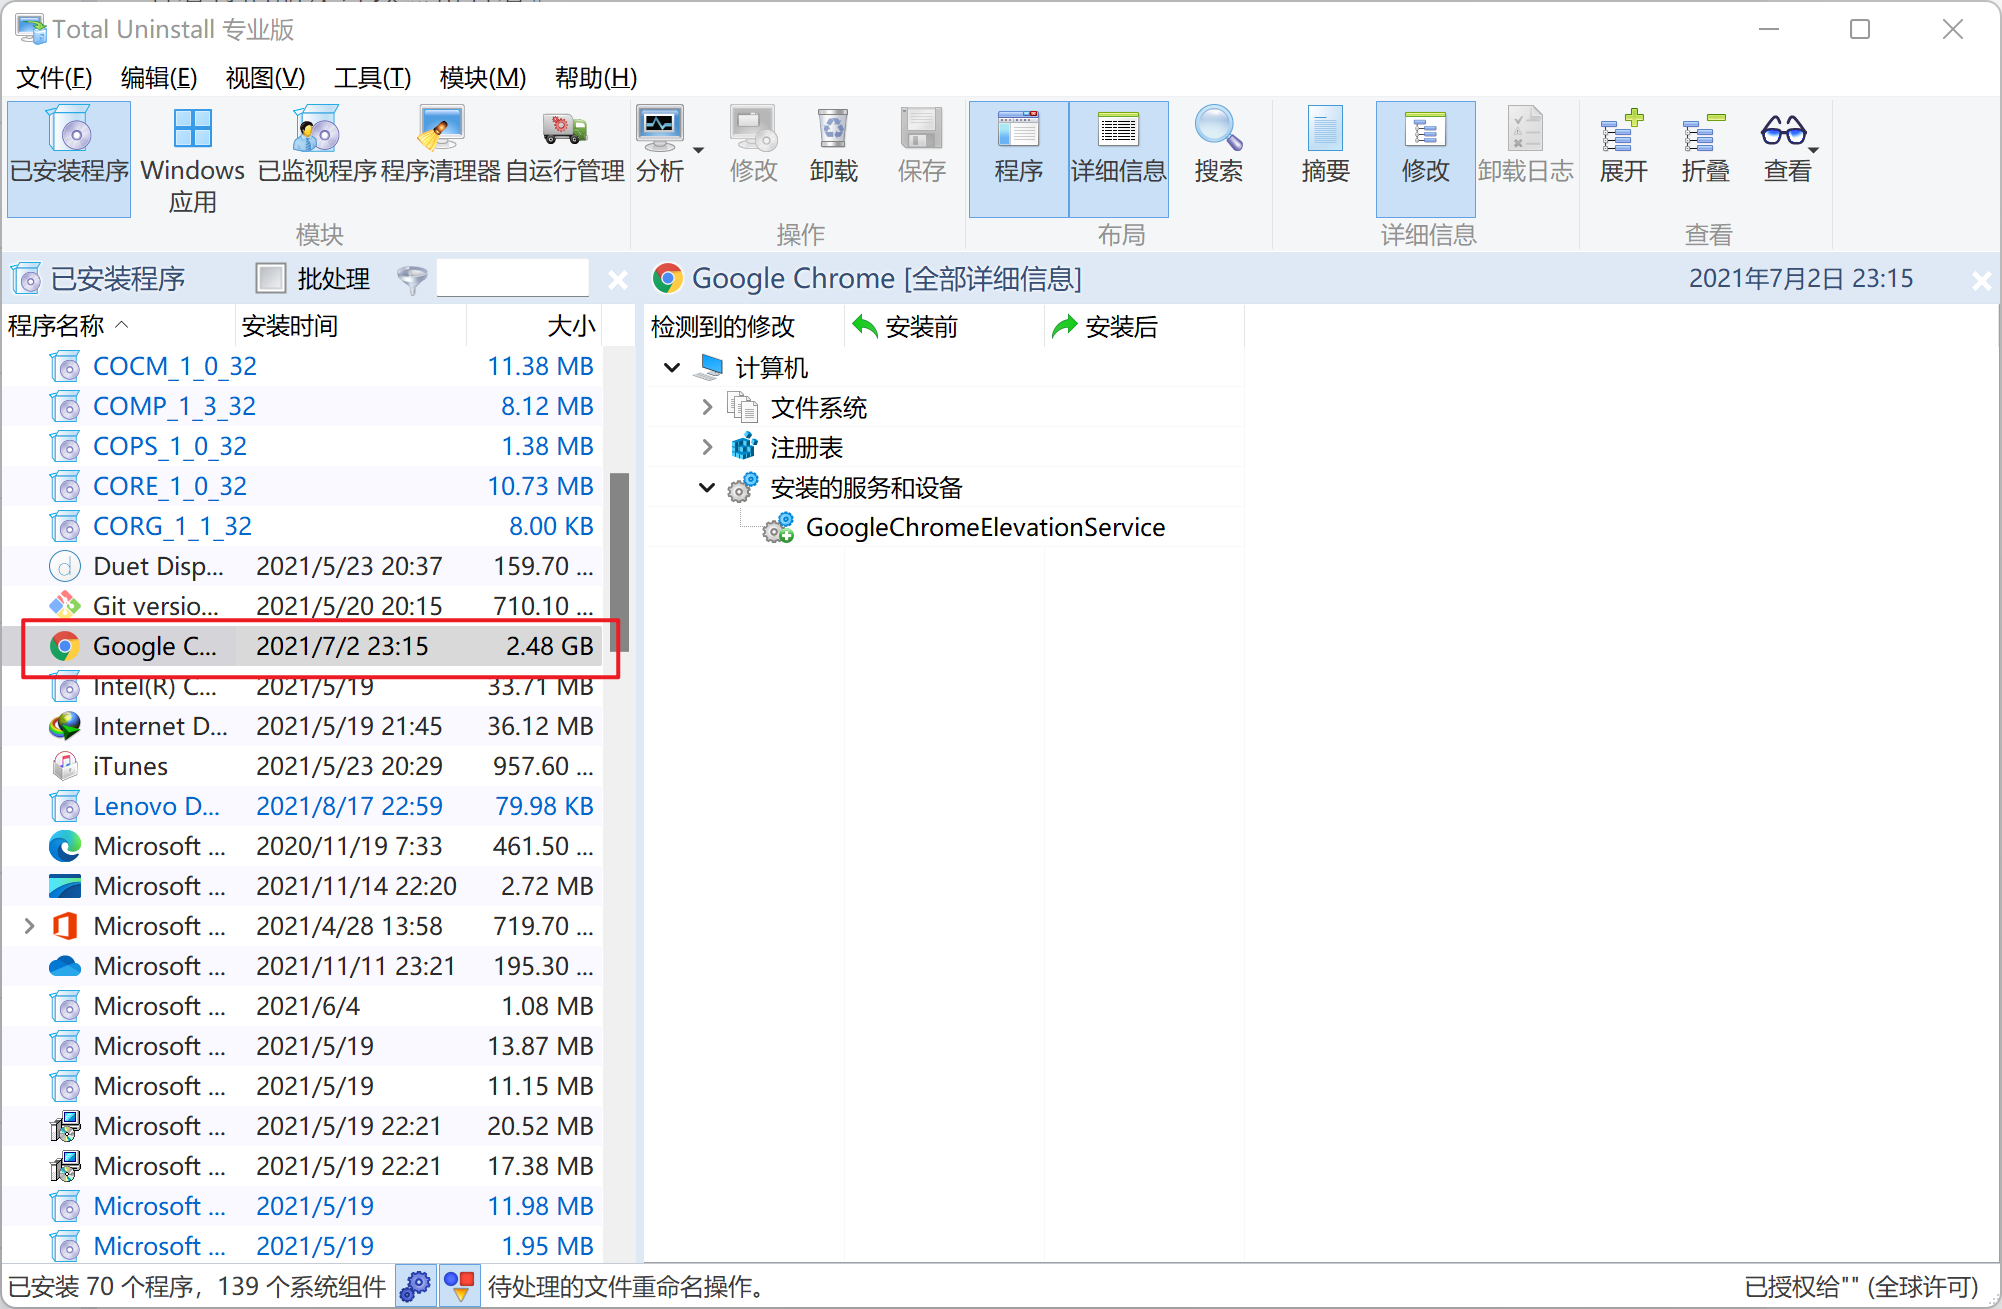 Total Uninstall 专业版
文件(F) 编辑(E) 视图(V) 工具(T) 模块(M) 帮助(H)
已安装程序 Windows 应用 已监视程序 程序清理器 自运行管理 分析 修改 卸载 保存 程序 详细信息 搜索 摘要 修改 卸载日志 展开 折叠 查看
模块 操作 布局 详细信息 查看
已安装程序 批处理
程序名称 安装时间 大小
COCM_1_0_32 11.38 MB
COMP_1_3_32 8.12 MB
COPS_1_0_32 1.38 MB
CORE_1_0_32 10.73 MB
CORG_1_1_32 8.00 KB
Duet Disp... 2021/5/23 20:37 159.70 ...
Git versio... 2021/5/20 20:15 710.10 ...
Google C... 2021/7/2 23:15 2.48 GB
Intel(R) C... 2021/5/19 33.71 MB
Internet D... 2021/5/19 21:45 36.12 MB
iTunes 2021/5/23 20:29 957.60 ...
Lenovo D... 2021/8/17 22:59 79.98 KB
Microsoft ... 2020/11/19 7:33 461.50 ...
Microsoft ... 2021/11/14 22:20 2.72 MB
Microsoft ... 2021/4/28 13:58 719.70 ...
Microsoft ... 2021/11/11 23:21 195.30 ...
Microsoft ... 2021/6/4 1.08 MB
Microsoft ... 2021/5/19 13.87 MB
Microsoft ... 2021/5/19 11.15 MB
Microsoft ... 2021/5/19 22:21 20.52 MB
Microsoft ... 2021/5/19 22:21 17.38 MB
Microsoft ... 2021/5/19 11.98 MB
Microsoft ... 2021/5/19 1.95 MB
Google Chrome [全部详细信息] 2021年7月2日 23:15
检测到的修改 安装前 安装后
计算机
文件系统
注册表
安装的服务和设备
GoogleChromeElevationService
已安装 70 个程序，139 个系统组件 待处理的文件重命名操作。 已授权给"" (全球许可)